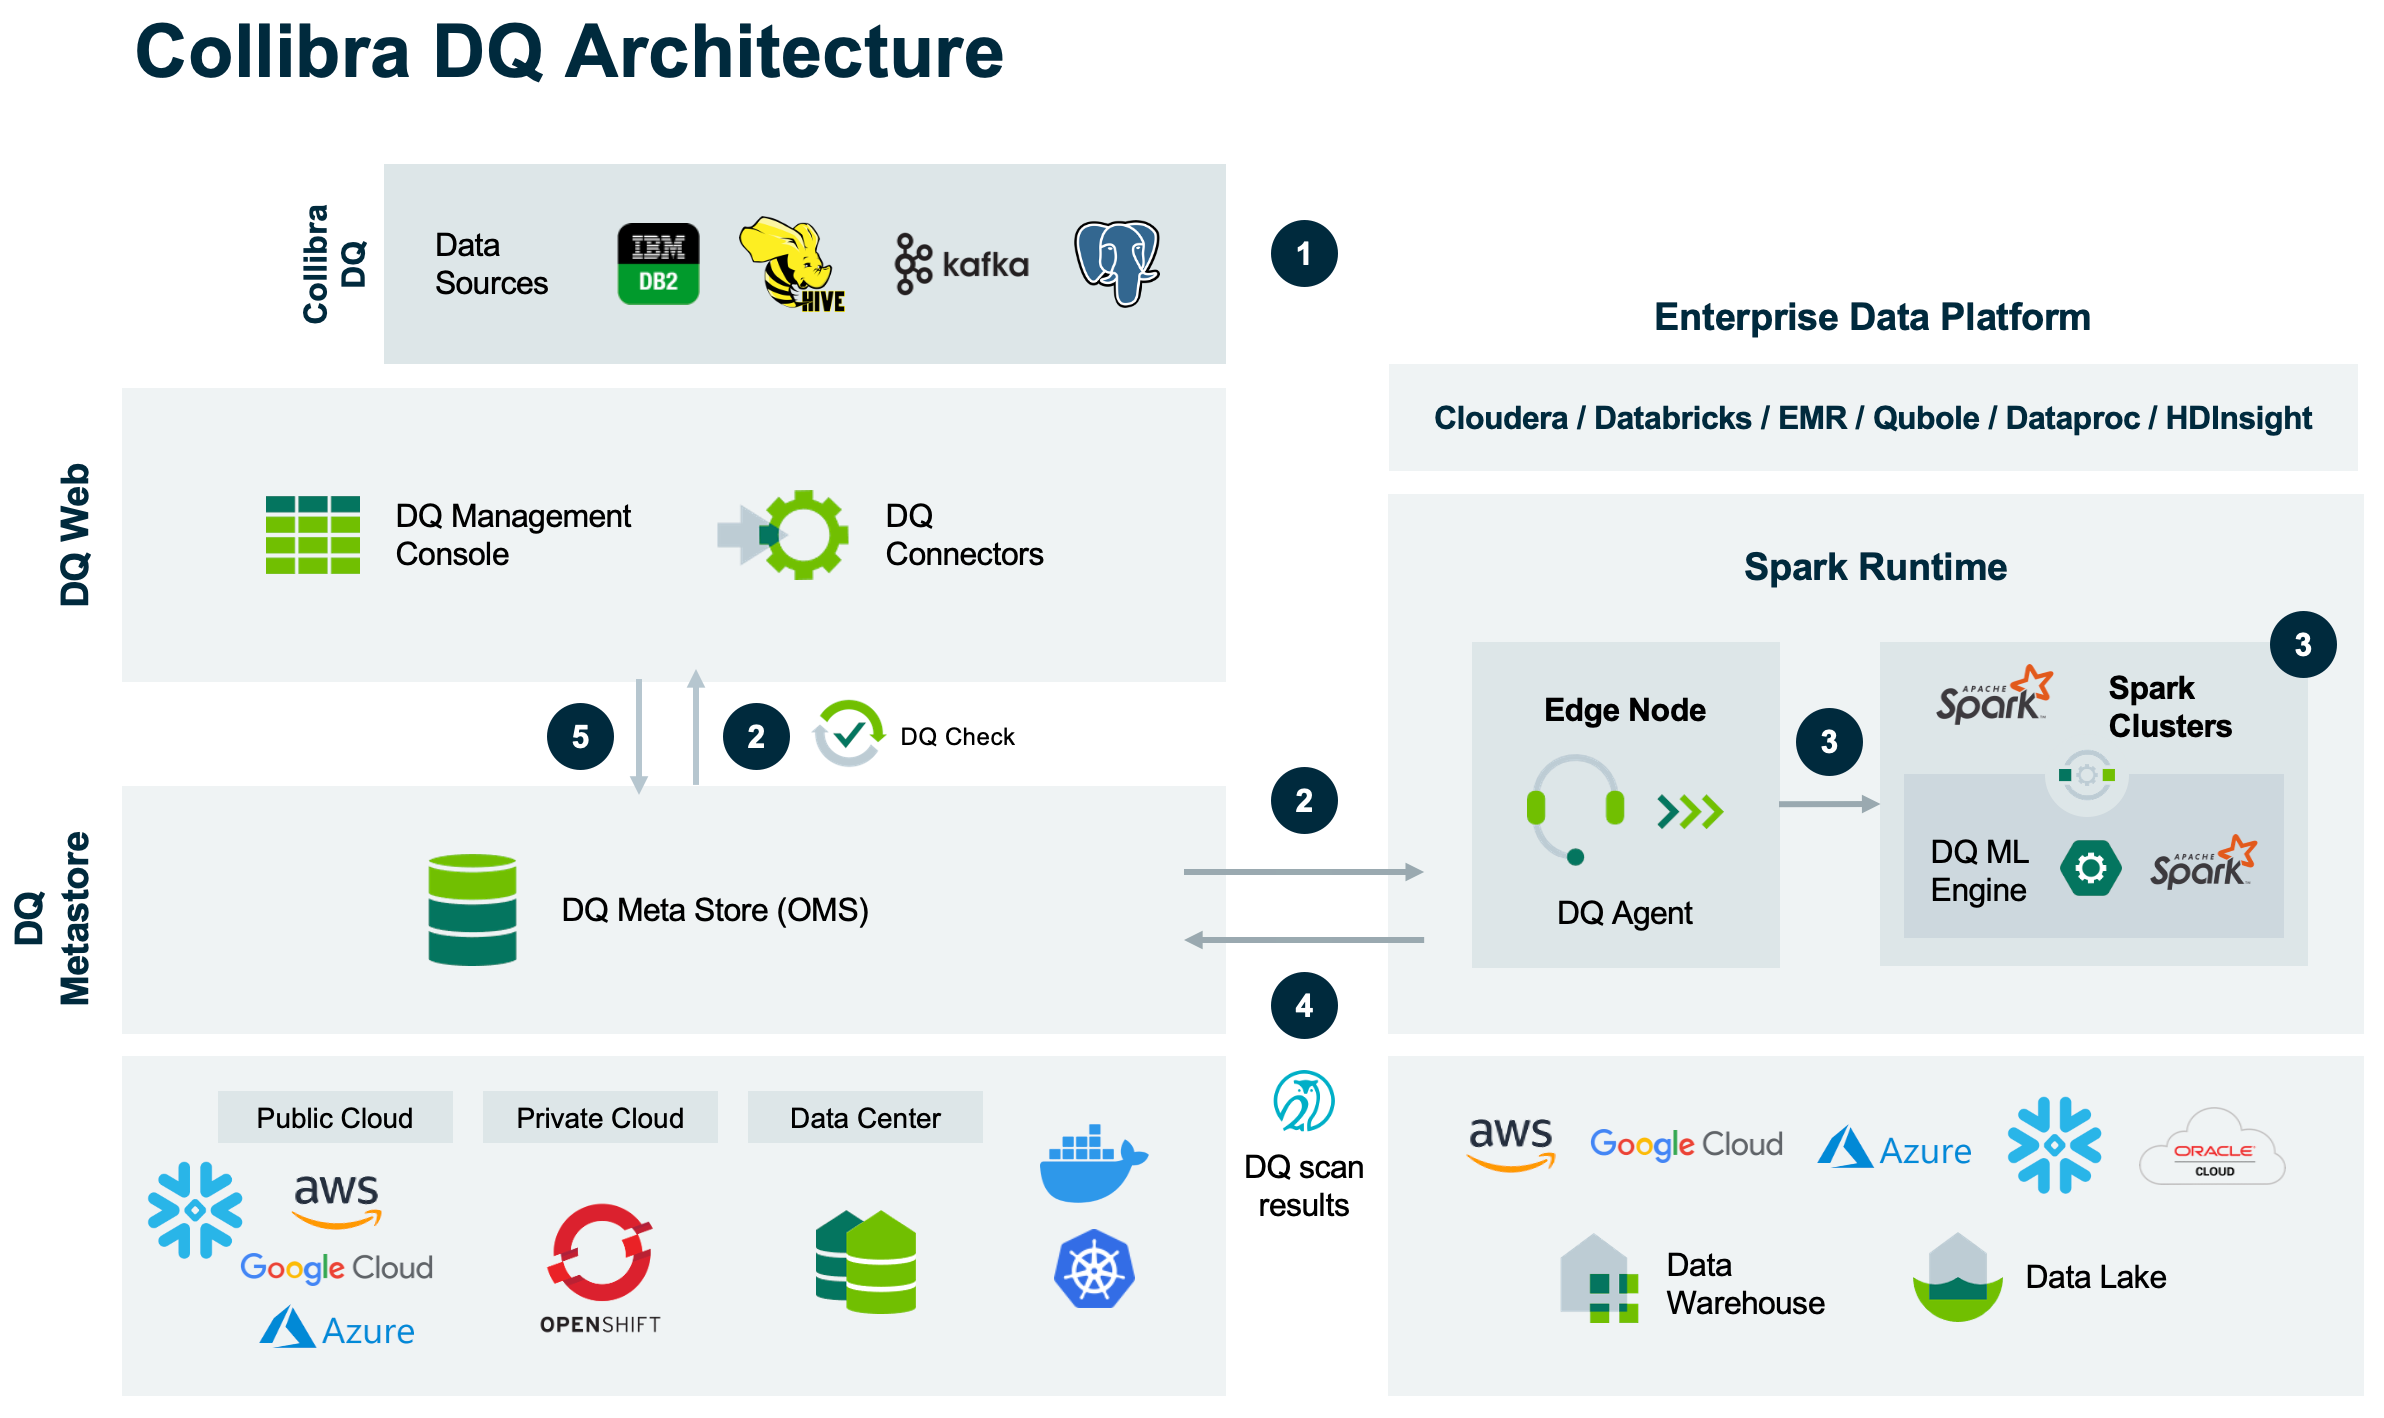 Collibra DQ Architecture
Collibra
DQ
Data
Sources
IBM
DB2
HIVE
kafka
1
Enterprise Data Platform
Cloudera / Databricks / EMR / Qubole / Dataproc / HDInsight
DQ Web
DQ Management
Console
DQ
Connectors
Spark Runtime
5
2
DQ Check
Edge Node
DQ Agent
3
3
APACHE
Spark™
Spark
Clusters
DQ ML
Engine
APACHE
Spark™
DQ
Metastore
DQ Meta Store (OMS)
2
4
DQ scan
results
Public Cloud
Private Cloud
Data Center
aws
Google Cloud
Azure
OPENSHIFT
aws
Google Cloud
Azure
ORACLE
CLOUD
Data
Warehouse
Data Lake